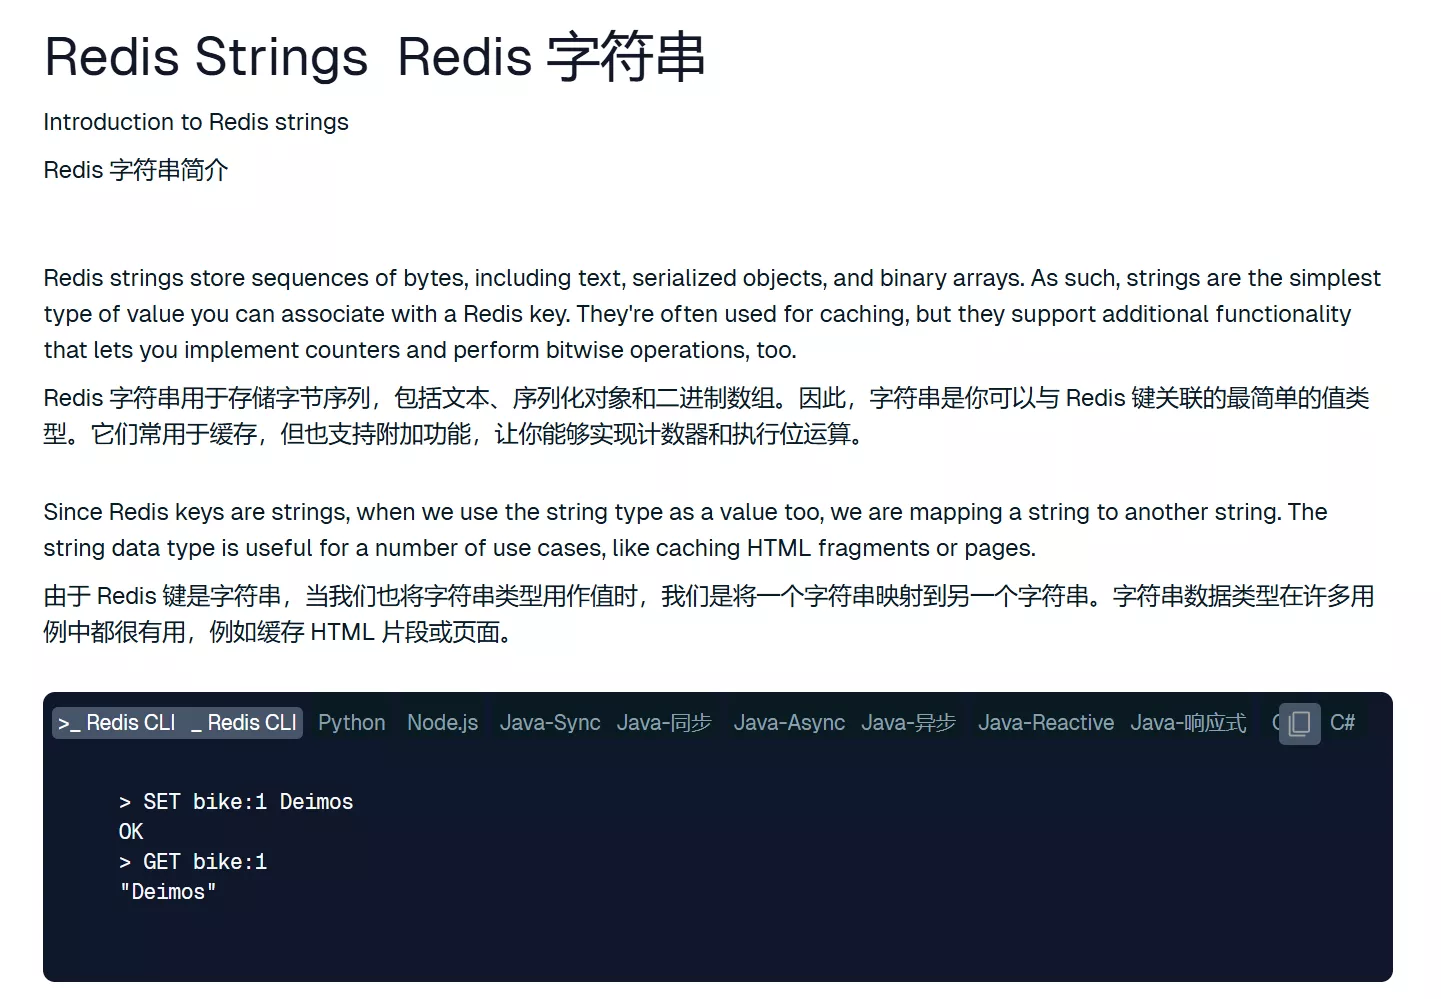 Redis Strings Redis 字符串
Introduction to Redis strings
Redis 字符串简介
Redis strings store sequences of bytes, including text, serialized objects, and binary arrays. As such, strings are the simplest
type of value you can associate with a Redis key. They're often used for caching, but they support additional functionality
that lets you implement counters and perform bitwise operations, too.
Redis 字符串用于存储字节序列，包括文本、序列化对象和二进制数组。因此，字符串是你可以与 Redis 键关联的最简单的值类
型。它们常用于缓存，但也支持附加功能，让你能够实现计数器和执行位运算。
Since Redis keys are strings, when we use the string type as a value too, we are mapping a string to another string. The
string data type is useful for a number of use cases, like caching HTML fragments or pages.
由于 Redis 键是字符串，当我们也将字符串类型用作值时，我们是将一个字符串映射到另一个字符串。字符串数据类型在许多用
例中都很有用，例如缓存 HTML 片段或页面。
>_ Redis CLI _ Redis CLI Python Node.js Java-Sync Java-同步 Java-Async Java-异步 Java-Reactive Java-响应式 C#
> SET bike:1 Deimos
OK
> GET bike:1
"Deimos"